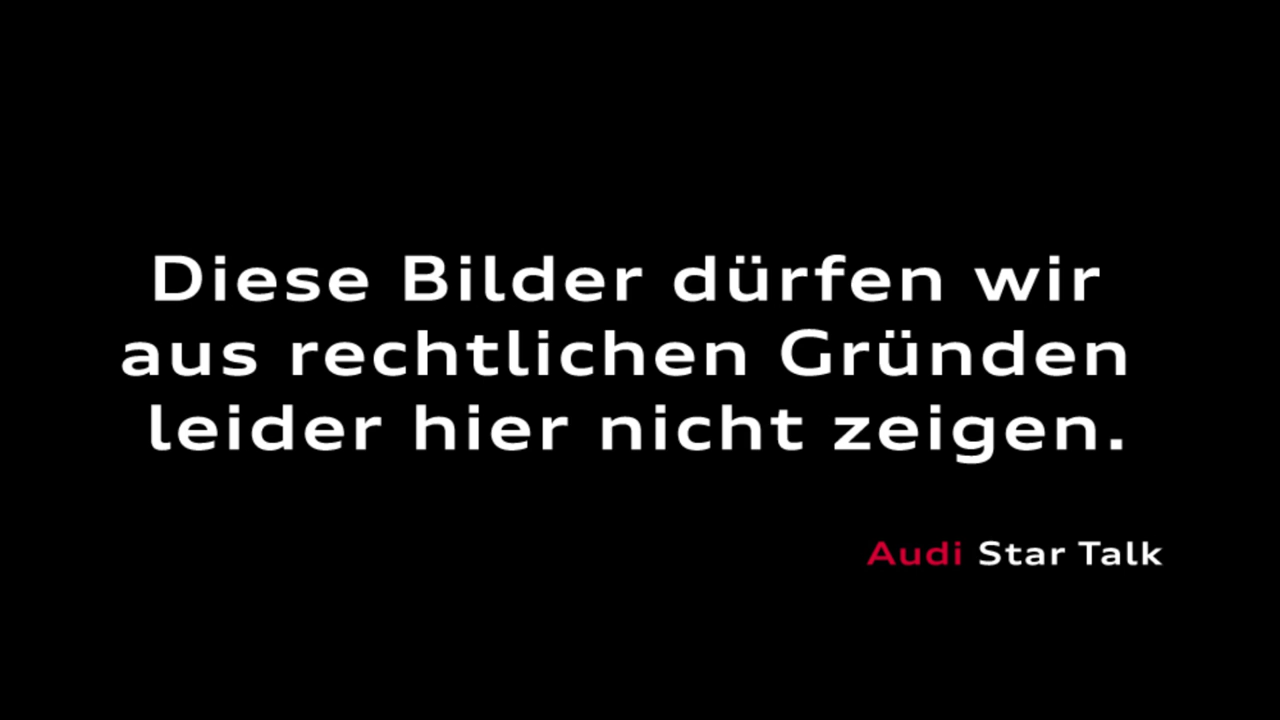 Diese Bilder dürfen wir
aus rechtlichen Gründen
leider hier nicht zeigen.
Audi Star Talk